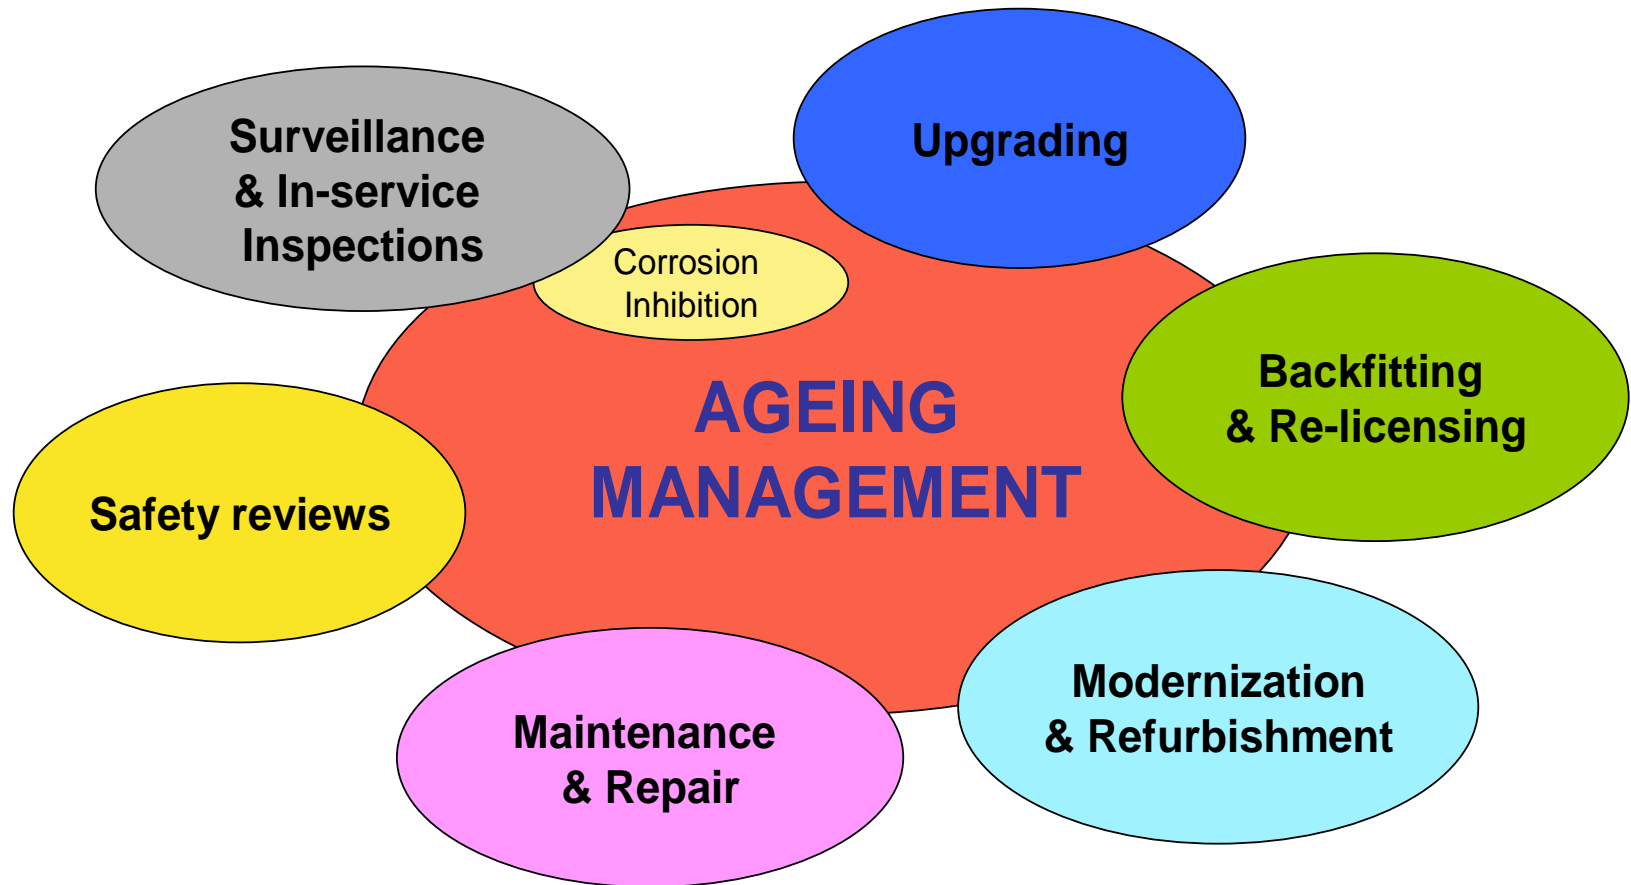 Surveillance
& In-service
Inspections
Upgrading
Corrosion
Inhibition
Backfitting
& Re-licensing
AGEING
MANAGEMENT
Safety reviews
Modernization
& Refurbishment
Maintenance
& Repair